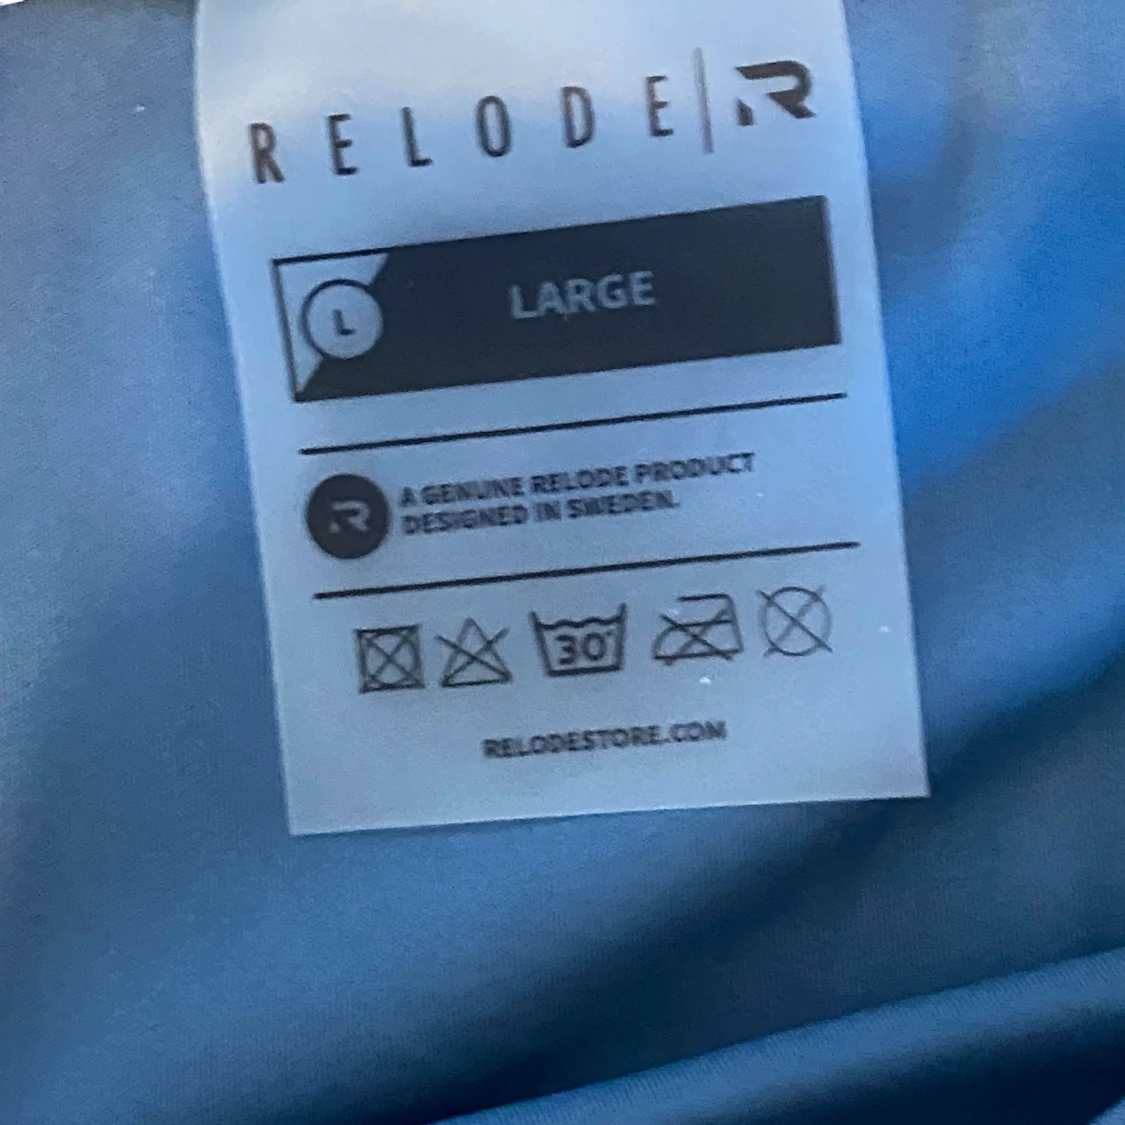 RELODE
L LARGE
A GENUINE RELODE PRODUCT
DESIGNED IN SWEDEN.
30°
RELODESTORE.COM